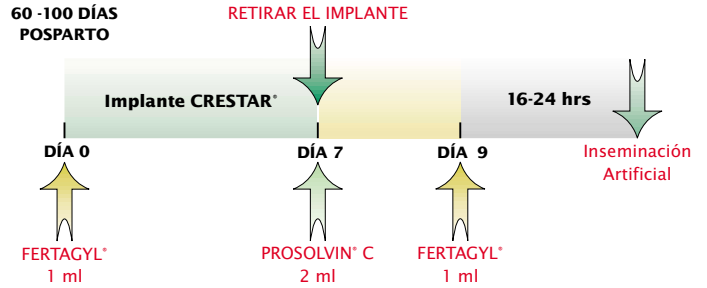 60 -100 DÍAS
POSPARTO
RETIRAR EL IMPLANTE
Implante CRESTAR®
16-24 hrs
DÍA 0
DÍA 7
DÍA 9
Inseminación
Artificial
FERTAGYL®
1 ml
PROSOLVIN® C
2 ml
FERTAGYL®
1 ml